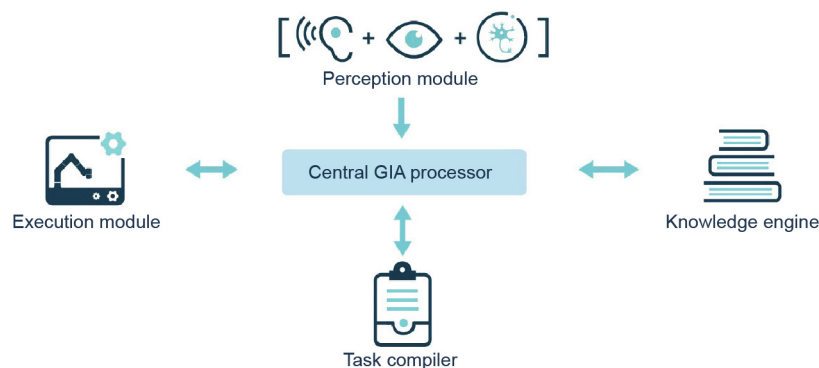 Perception module
Central GIA processor
Execution module
Knowledge engine
Task compiler